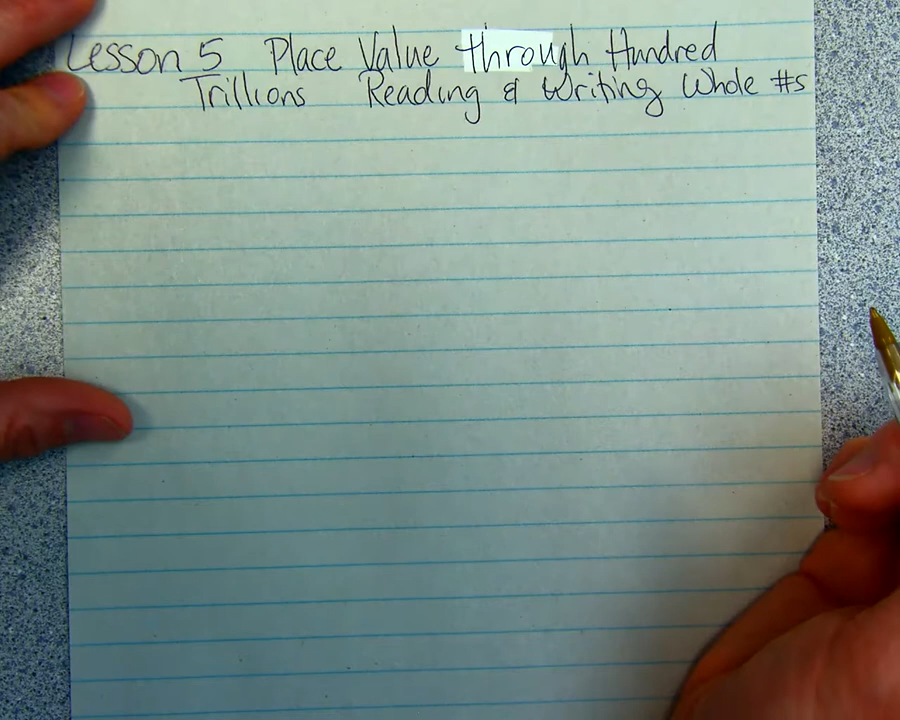 Lesson 5 Place Value through Hundred
Trillions Reading & Writing Whole #s